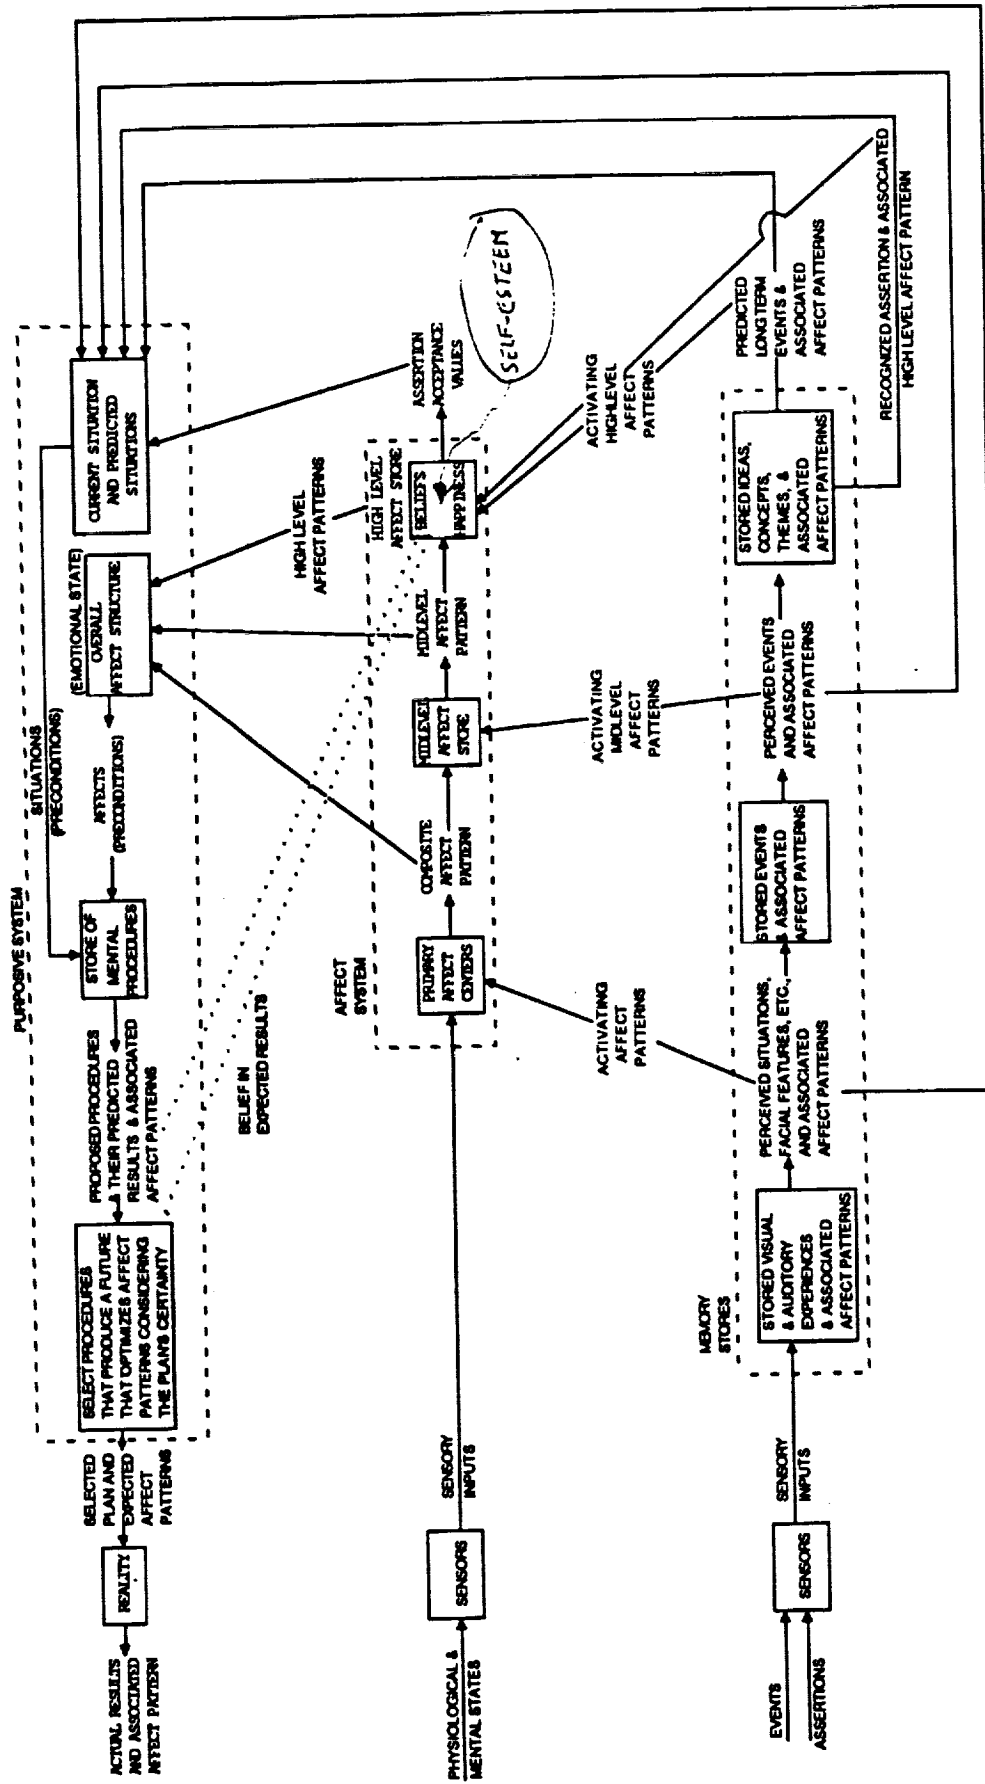 PURPOSIVE SYSTEM
SITUATIONS
(PRECONDITIONS)
ACTUAL RESULTS
AND ASSOCIATED
AFFECT PATTERN
REALITY
SELECTED
PLAN AND
EXPECTED
AFFECT
PATTERNS
SELECT PROCEDURES
THAT PRODUCE A FUTURE
THAT OPTIMIZES AFFECT
PATTERNS CONSIDERING
THE PLAN'S CERTAINTY
PROPOSED PROCEDURES
& THEIR PREDICTED
RESULTS & ASSOCIATED
AFFECT PATTERNS
STORE OF
MENTAL
PROCEDURES
AFFECTS
(PRECONDITIONS)
(EMOTIONAL STATE)
OVERALL
AFFECT STRUCTURE
CURRENT SITUATION
AND PREDICTED
SITUATIONS
BELIEF IN
EXPECTED RESULTS
HIGH LEVEL
AFFECT PATTERNS
AFFECT
SYSTEM
PHYSIOLOGICAL &
MENTAL STATES
SENSORS
SENSORY
INPUTS
PRIMARY
AFFECT
CENTERS
COMPOSITE
AFFECT
PATTERN
MIDLEVEL
AFFECT
STORE
MIDLEVEL
AFFECT
PATTERN
HIGH LEVEL
AFFECT STORE
BELIEFS
HAPPINESS
ASSERTION
ACCEPTANCE
VALUES
SELF-ESTEEM
ACTIVATING
AFFECT
PATTERNS
ACTIVATING
MIDLEVEL
AFFECT
PATTERNS
ACTIVATING
HIGHLEVEL
AFFECT
PATTERNS
MEMORY
STORES
EVENTS
ASSERTIONS
SENSORS
SENSORY
INPUTS
STORED VISUAL
& AUDITORY
EXPERIENCES
& ASSOCIATED
AFFECT PATTERNS
PERCEIVED SITUATIONS,
FACIAL FEATURES, ETC.,
AND ASSOCIATED
AFFECT PATTERNS
STORED EVENTS
& ASSOCIATED
AFFECT PATTERNS
PERCEIVED EVENTS
AND ASSOCIATED
AFFECT PATTERNS
STORED IDEAS,
CONCEPTS,
THEMES, &
ASSOCIATED
AFFECT PATTERNS
PREDICTED
LONG TERM
EVENTS &
ASSOCIATED
AFFECT PATTERNS
RECOGNIZED ASSERTION & ASSOCIATED
HIGH LEVEL AFFECT PATTERN